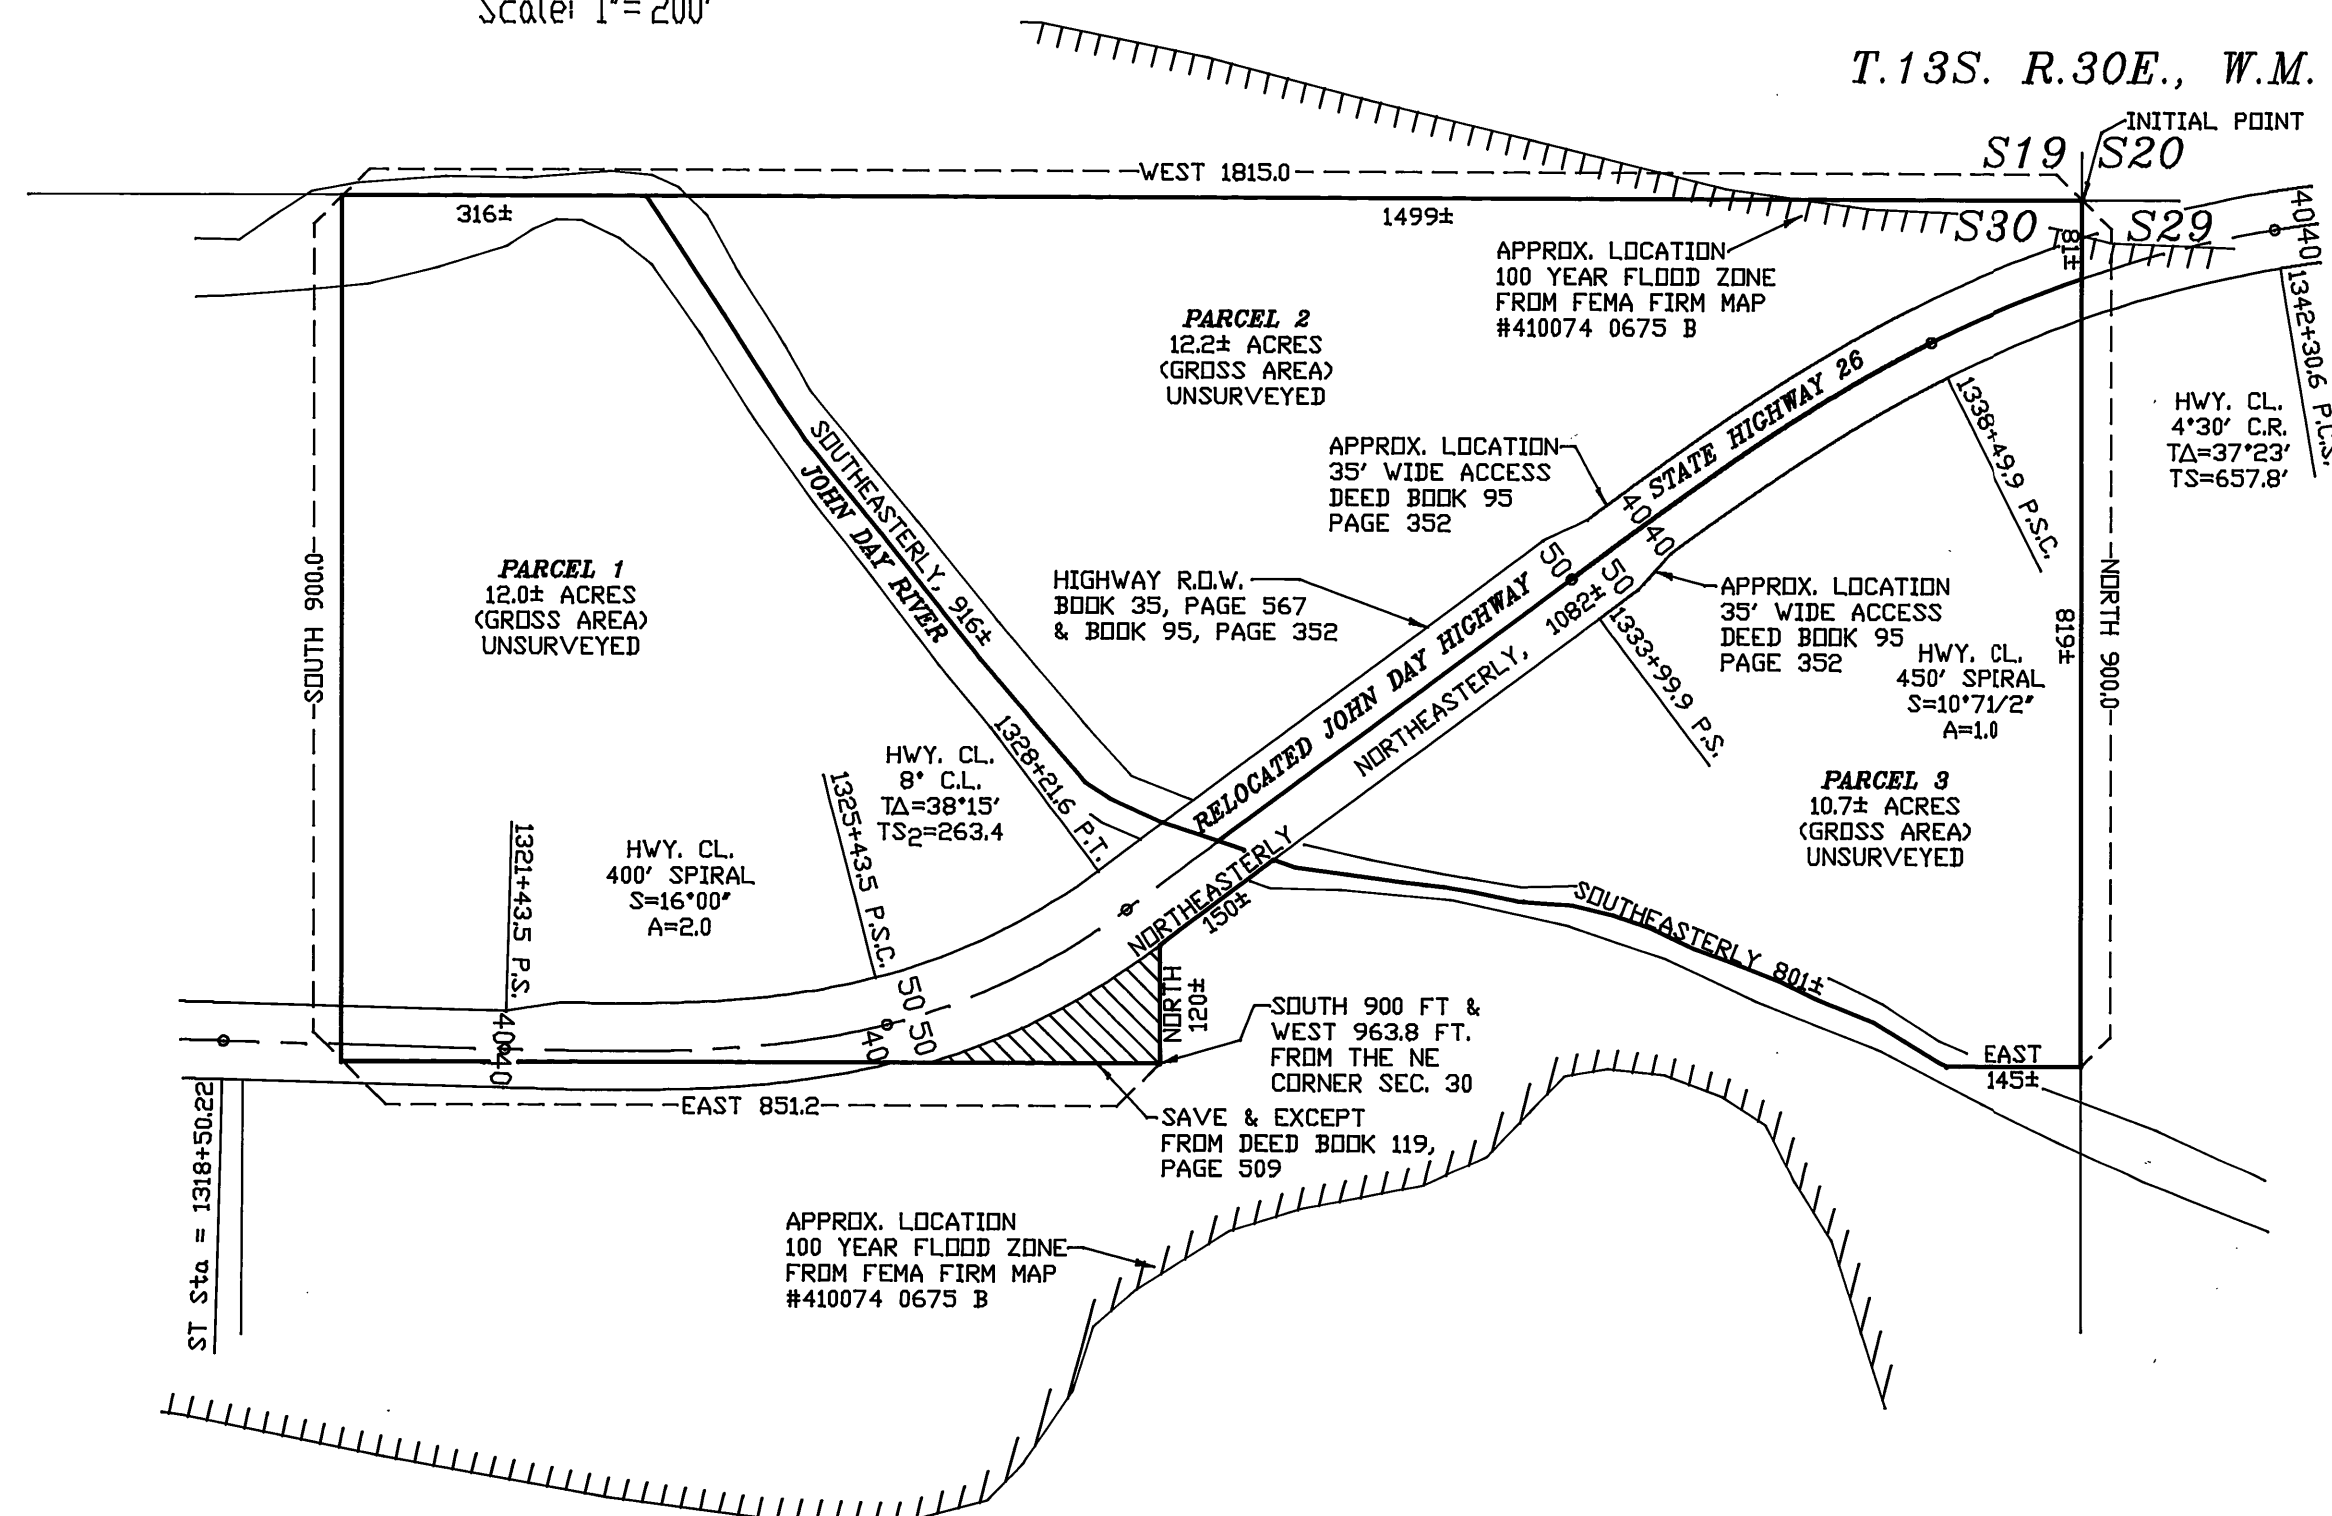 Scale: 1"= 200'
T.13S. R.30E., W.M.
INITIAL POINT
S19 S20
WEST 1815.0
316±
1499±
S30 S29
81±
40
40
1342+30.6 P.C.S.
APPROX. LOCATION
100 YEAR FLOOD ZONE
FROM FEMA FIRM MAP
#410074 0675 B
PARCEL 2
12.2± ACRES
(GROSS AREA)
UNSURVEYED
STATE HIGHWAY 26
1338+49.9 P.S.C.
HWY. CL.
4°30' C.R.
TΔ=37°23'
TS=657.8'
APPROX. LOCATION
35' WIDE ACCESS
DEED BOOK 95
PAGE 352
40
40
SOUTHEASTERLY, 916±
JOHN DAY RIVER
SOUTH 900.0
PARCEL 1
12.0± ACRES
(GROSS AREA)
UNSURVEYED
HIGHWAY R.O.W.
BOOK 35, PAGE 567
& BOOK 95, PAGE 352
50
50
RELOCATED JOHN DAY HIGHWAY
NORTHEASTERLY, 1082±
1333+99.9 P.S.
APPROX. LOCATION
35' WIDE ACCESS
DEED BOOK 95
PAGE 352
819±
NORTH 900.0
HWY. CL.
450' SPIRAL
S=10°71/2"
A=1.0
PARCEL 3
10.7± ACRES
(GROSS AREA)
UNSURVEYED
1328+21.6 P.T.
HWY. CL.
8° C.L.
TΔ=38°15'
TS2=263.4
1325+43.5 P.S.C.
HWY. CL.
400' SPIRAL
S=16°00"
A=2.0
1321+43.5 P.S.
NORTHEASTERLY
150±
SOUTHEASTERLY 801±
50
50
40
40
40
NORTH
120±
SOUTH 900 FT &
WEST 963.8 FT.
FROM THE NE
CORNER SEC. 30
EAST
145±
EAST 851.2
SAVE & EXCEPT
FROM DEED BOOK 119,
PAGE 509
ST Sta = 1318+50.22
APPROX. LOCATION
100 YEAR FLOOD ZONE
FROM FEMA FIRM MAP
#410074 0675 B